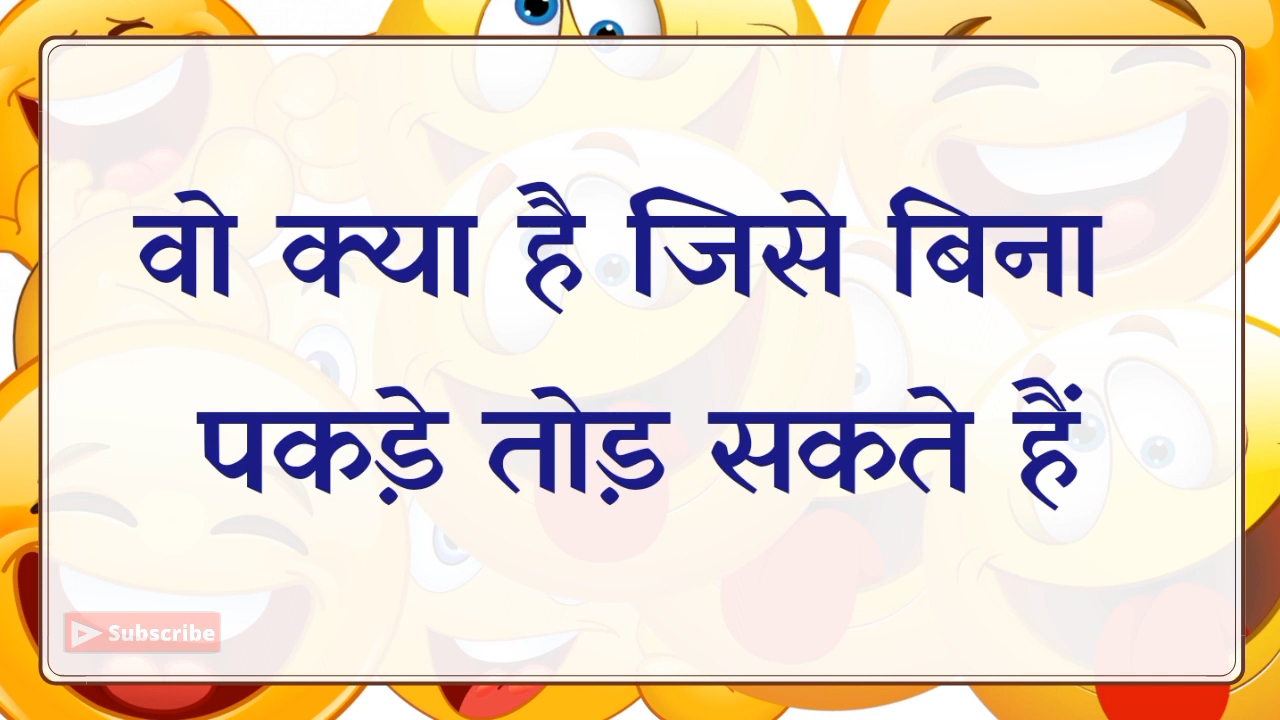 वो क्या है जिसे बिना
पकड़े तोड़ सकते हैं
Subscribe